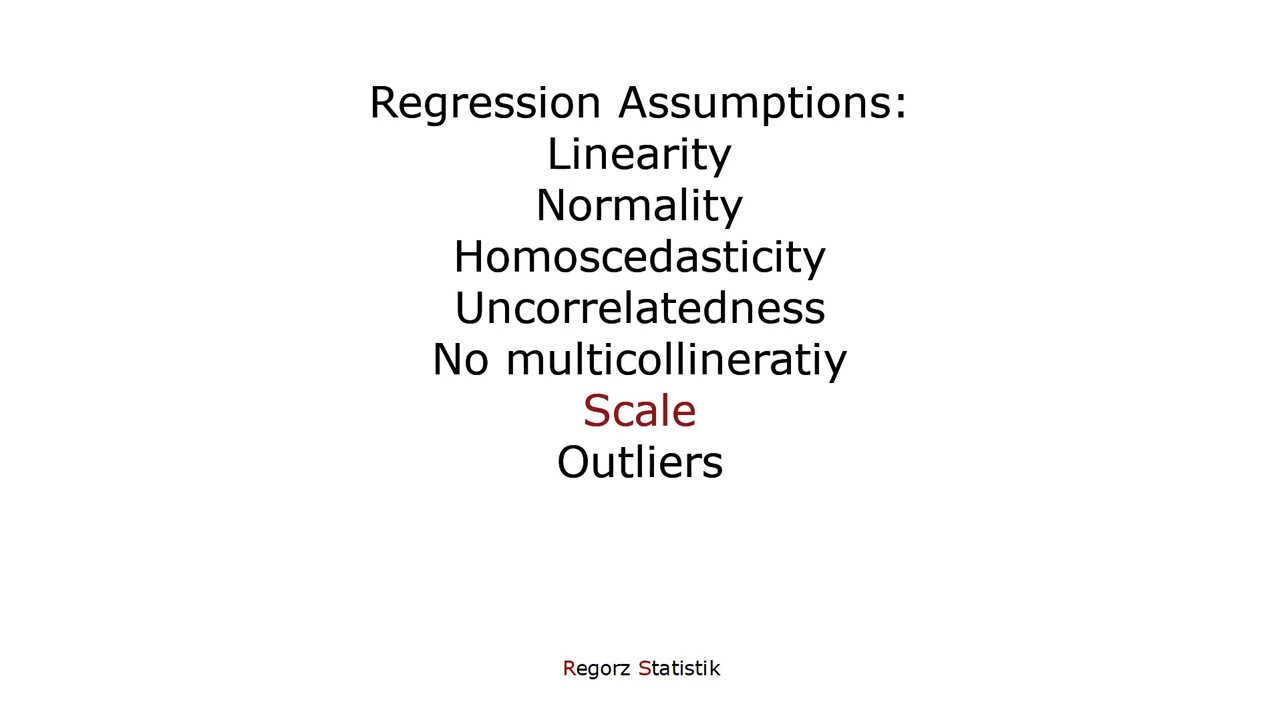 Regression Assumptions:
Linearity
Normality
Homoscedasticity
Uncorrelatedness
No multicollineratiy
Scale
Outliers
Regorz Statistik